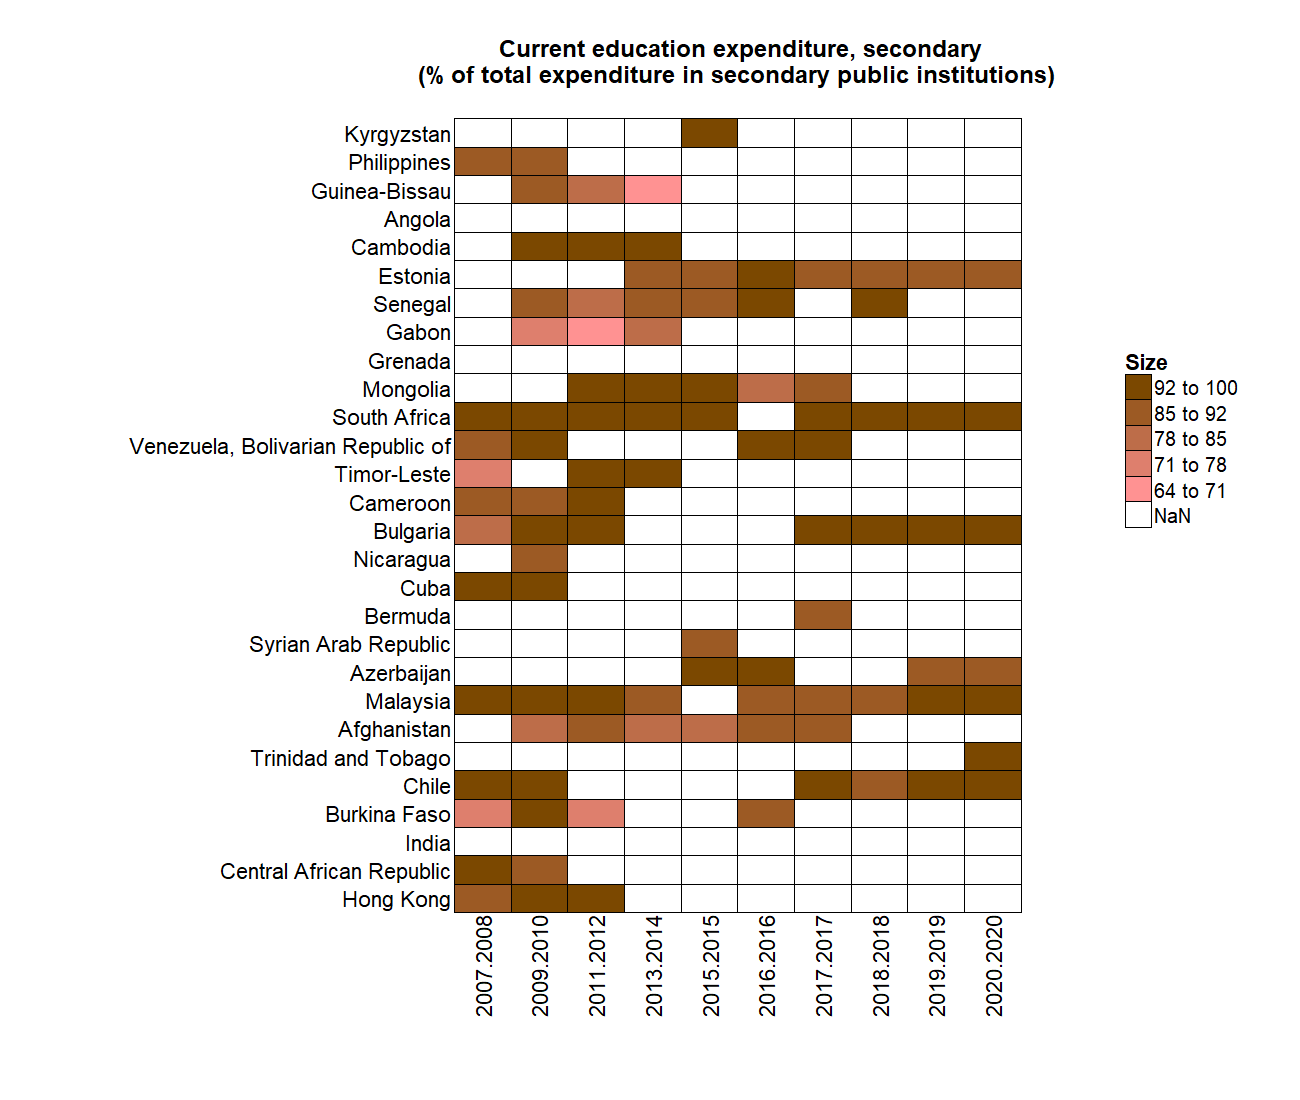 Current education expenditure, secondary
(% of total expenditure in secondary public institutions)
Kyrgyzstan
Philippines
Guinea-Bissau
Angola
Cambodia
Estonia
Senegal
Gabon
Grenada
Mongolia
South Africa
Venezuela, Bolivarian Republic of
Timor-Leste
Cameroon
Bulgaria
Nicaragua
Cuba
Bermuda
Syrian Arab Republic
Azerbaijan
Malaysia
Afghanistan
Trinidad and Tobago
Chile
Burkina Faso
India
Central African Republic
Hong Kong
2007.2008
2009.2010
2011.2012
2013.2014
2015.2015
2016.2016
2017.2017
2018.2018
2019.2019
2020.2020
Size
92 to 100
85 to 92
78 to 85
71 to 78
64 to 71
NaN